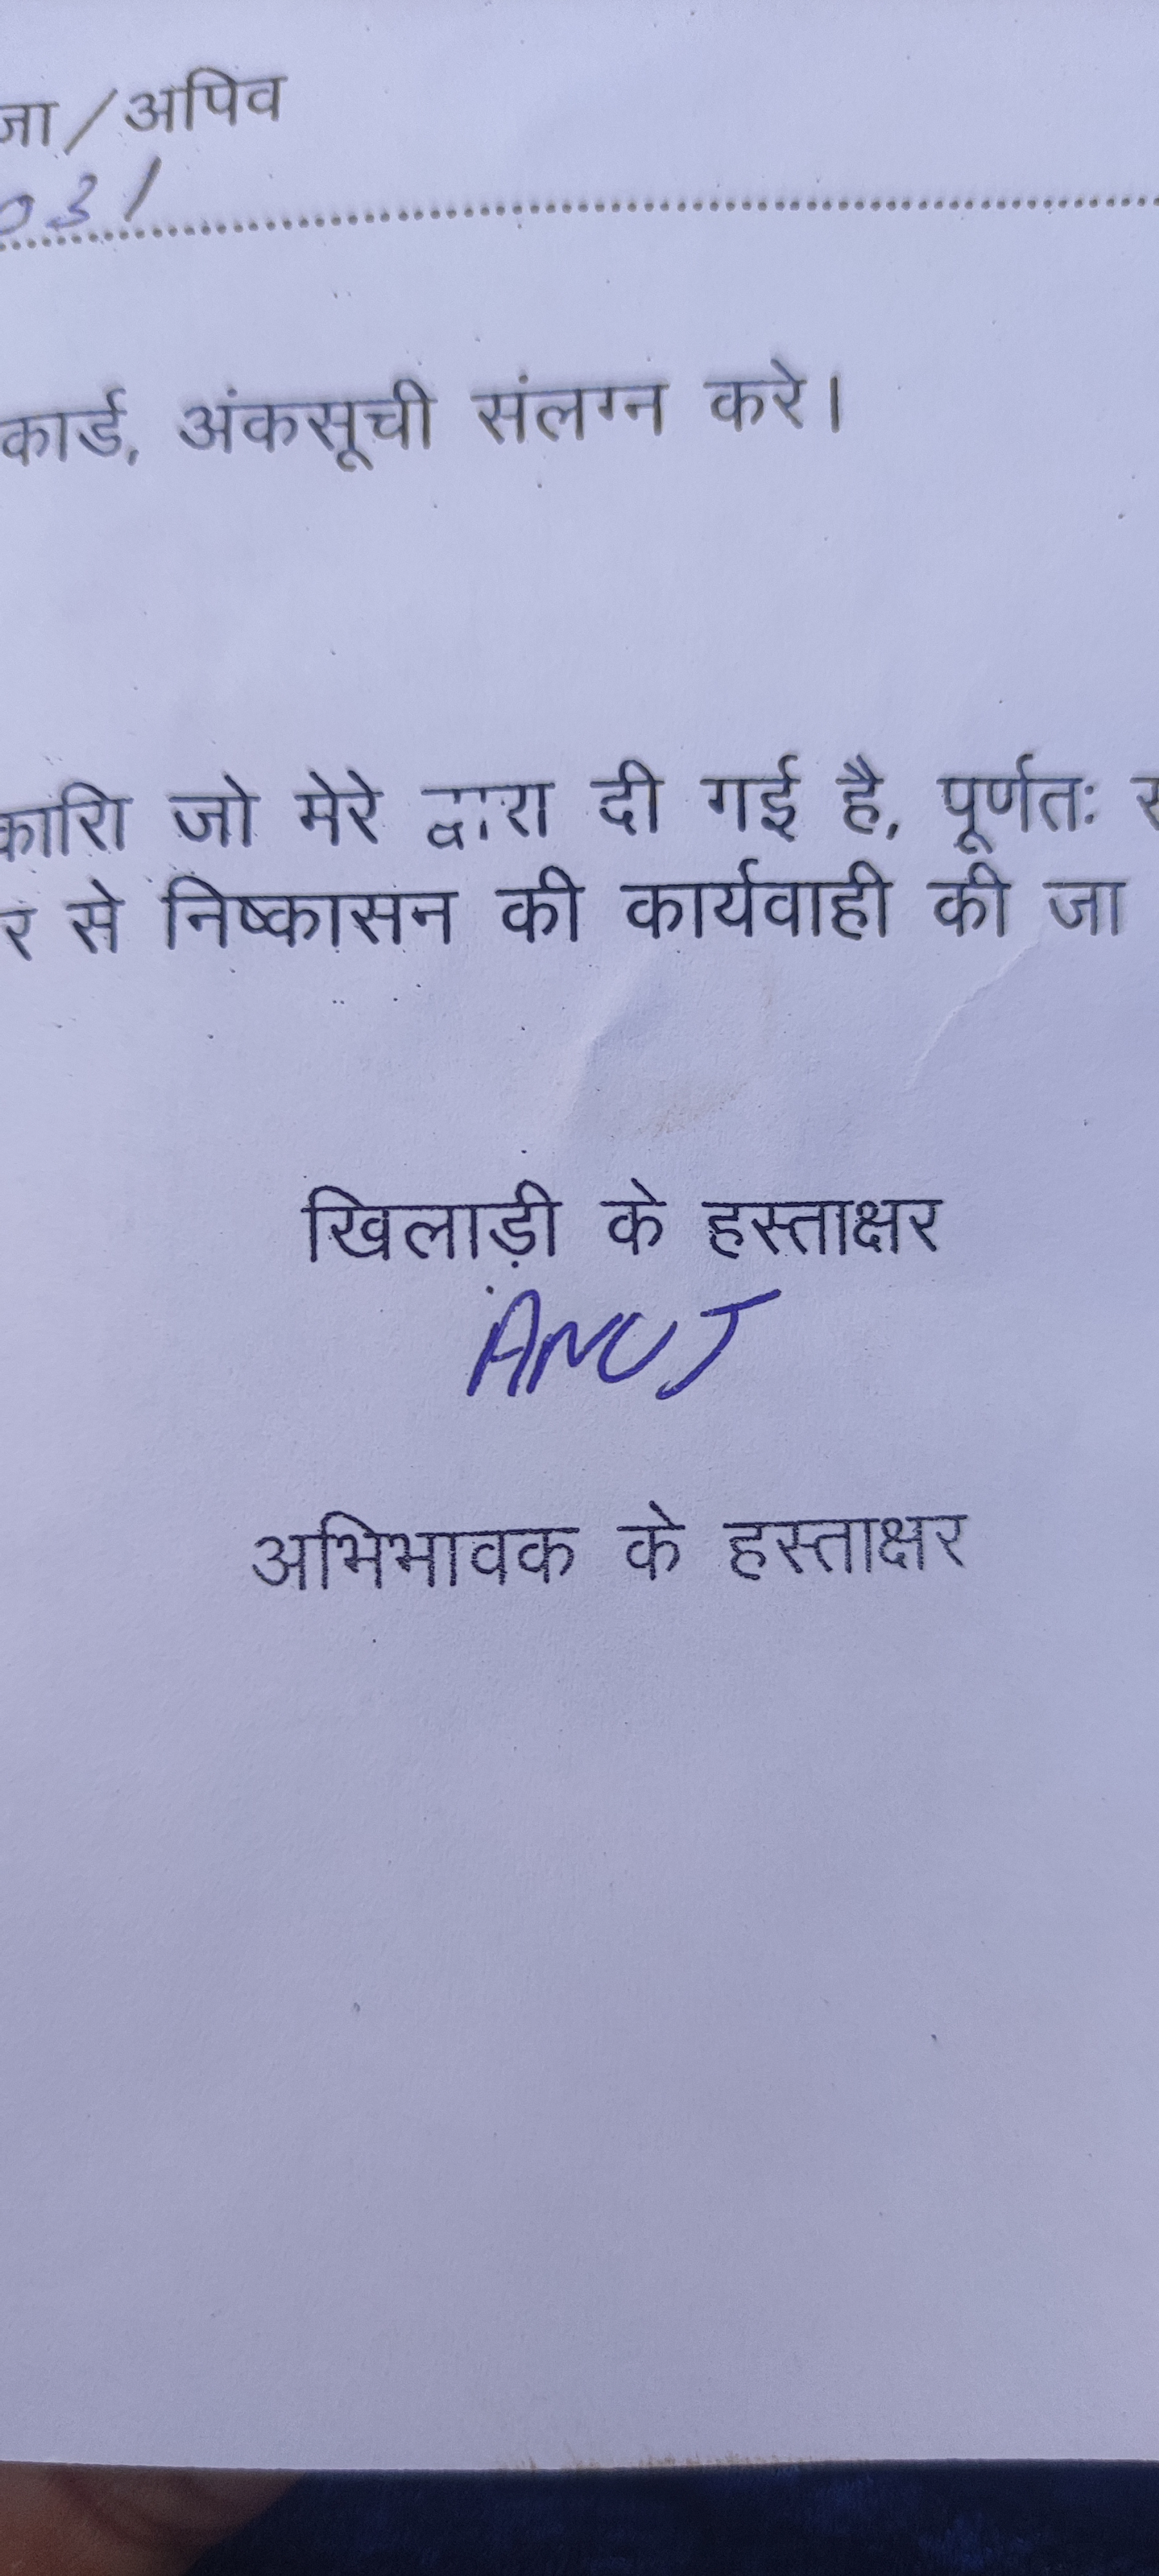 जा/अपिव
031
कार्ड, अंकसूची संलग्न करे।
जो मेरे द्वारा दी गई है, पूर्णतः
र से निष्कासन की कार्यवाही की जा
खिलाड़ी के हस्ताक्षर
ANUJ
अभिभावक के हस्ताक्षर